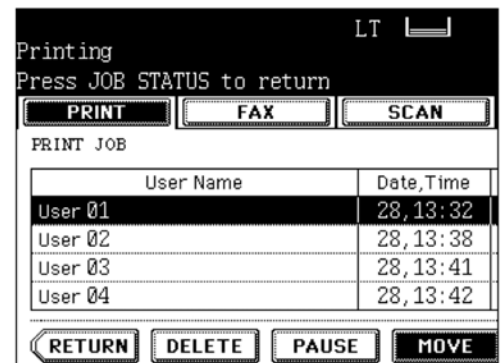 LT
Printing
Press JOB STATUS to return
PRINT FAX SCAN
PRINT JOB
User Name Date,Time
User 01 28,13:32
User 02 28,13:38
User 03 28,13:41
User 04 28,13:42
RETURN DELETE PAUSE MOVE